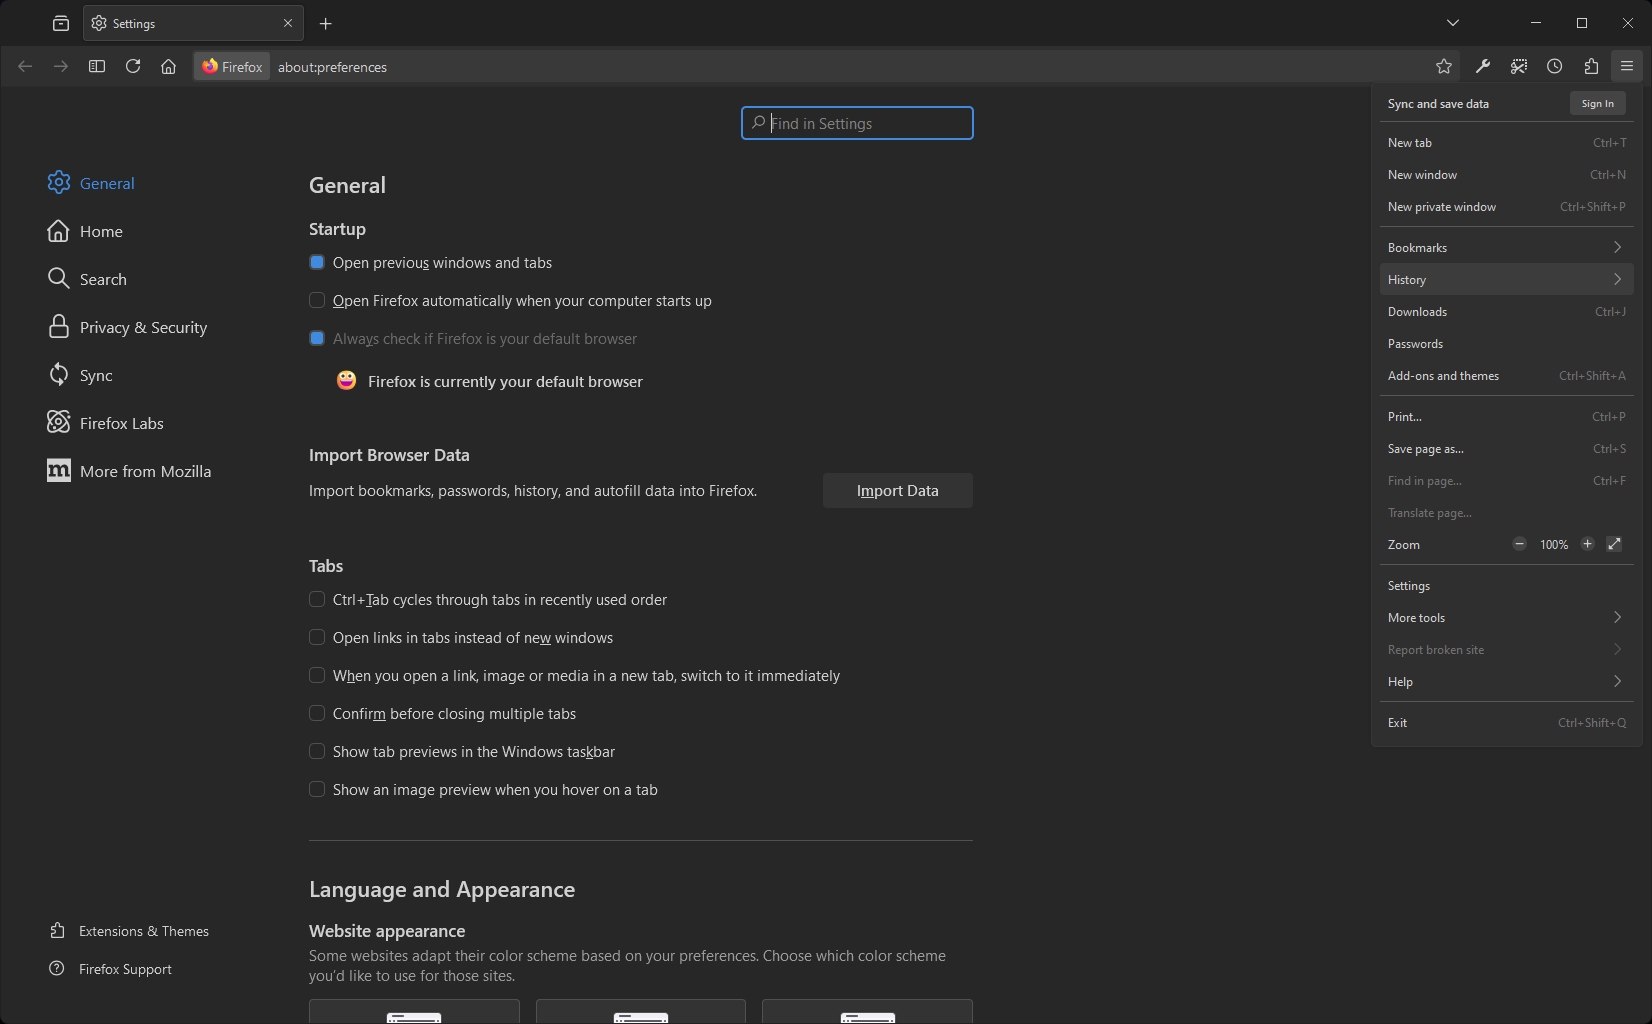 Settings
Firefox
about:preferences
Find in Settings
General
Home
Search
Privacy & Security
Sync
Firefox Labs
m More from Mozilla
Extensions & Themes
Firefox Support
General
Startup
Open previous windows and tabs
Open Firefox automatically when your computer starts up
Always check if Firefox is your default browser
Firefox is currently your default browser
Import Browser Data
Import bookmarks, passwords, history, and autofill data into Firefox.
Import Data
Tabs
Ctrl+Tab cycles through tabs in recently used order
Open links in tabs instead of new windows
When you open a link, image or media in a new tab, switch to it immediately
Confirm before closing multiple tabs
Show tab previews in the Windows taskbar
Show an image preview when you hover on a tab
Language and Appearance
Website appearance
Some websites adapt their color scheme based on your preferences. Choose which color scheme
you'd like to use for those sites.
Sync and save data Sign In
New tab Ctrl+T
New window Ctrl+N
New private window Ctrl+Shift+P
Bookmarks
History
Downloads Ctrl+J
Passwords
Add-ons and themes Ctrl+Shift+A
Print... Ctrl+P
Save page as... Ctrl+S
Find in page... Ctrl+F
Translate page...
Zoom 100%
Settings
More tools
Report broken site
Help
Exit Ctrl+Shift+Q